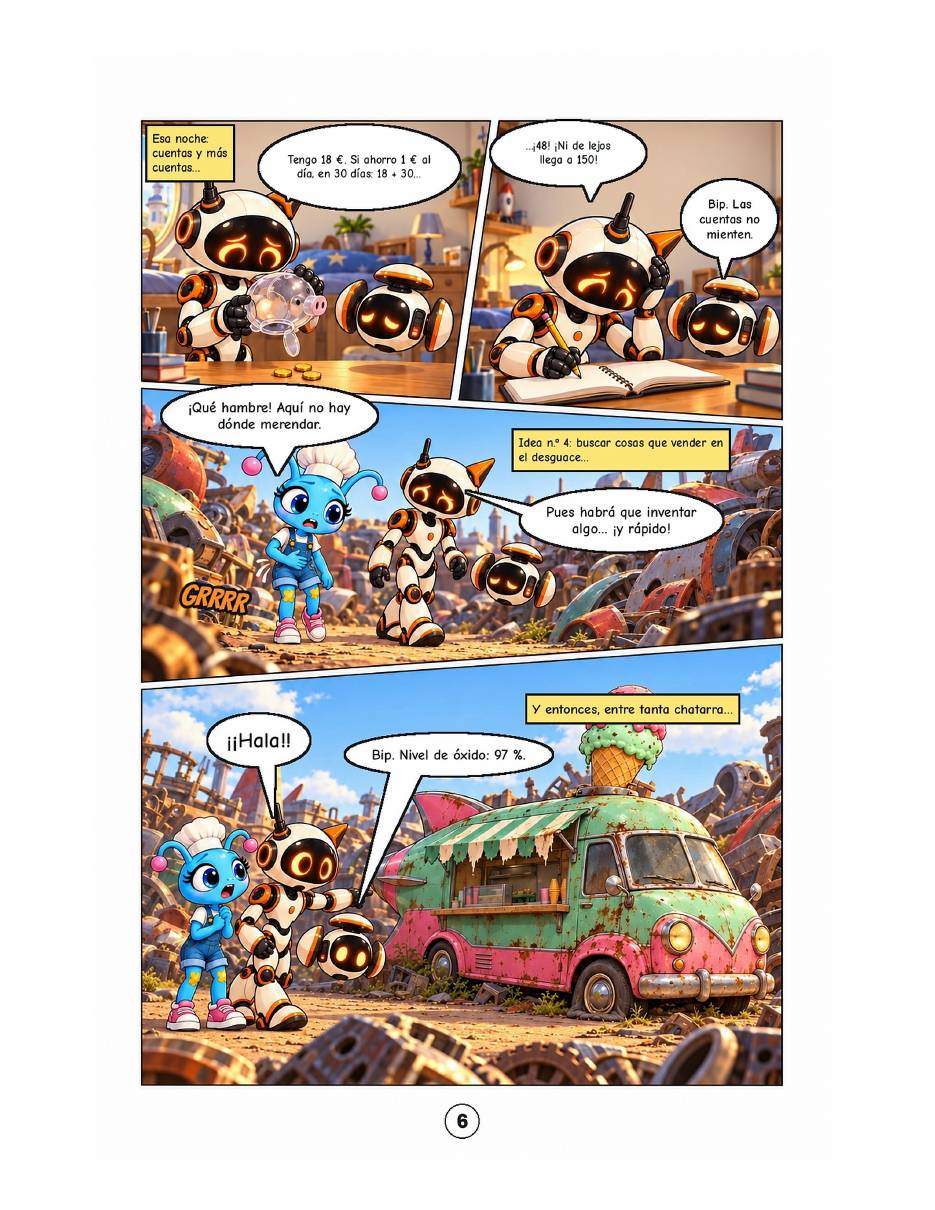 Esa noche:
cuentas y más
cuentas...
Tengo 18 €. Si ahorro 1 € al
día, en 30 días: 18 + 30...
...¡48! ¡Ni de lejos
llega a 150!
Bip. Las
cuentas no
mienten.
¡Qué hambre! Aquí no hay
dónde merendar.
Idea n.º 4: buscar cosas que vender en
el desguace...
Pues habrá que inventar
algo... ¡y rápido!
GRRRR
Y entonces, entre tanta chatarra...
¡¡Hala!!
Bip. Nivel de óxido: 97 %.
6